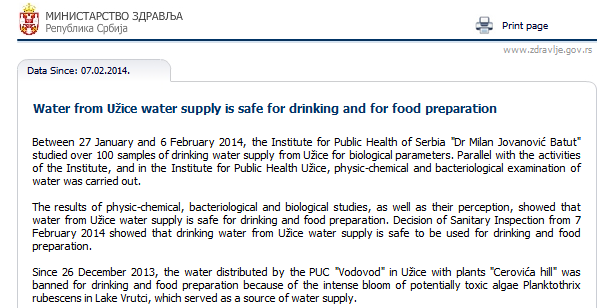 МИНИСТАРСТВО ЗДРАВЉА
Република Србија
Print page
www.zdravlje.gov.rs
Data Since: 07.02.2014.
Water from Užice water supply is safe for drinking and for food preparation
Between 27 January and 6 February 2014, the Institute for Public Health of Serbia "Dr Milan Jovanović Batut"
studied over 100 samples of drinking water supply from Užice for biological parameters. Parallel with the activities
of the Institute, and in the Institute for Public Health Užice, physic-chemical and bacteriological examination of
water was carried out.
The results of physic-chemical, bacteriological and biological studies, as well as their perception, showed that
water from Užice water supply is safe for drinking and food preparation. Decision of Sanitary Inspection from 7
February 2014 showed that drinking water from Užice water supply is safe to be used for drinking and food
preparation.
Since 26 December 2013, the water distributed by the PUC "Vodovod" in Užice with plants "Cerovića hill" was
banned for drinking and food preparation because of the intense bloom of potentially toxic algae Planktothrix
rubescens in Lake Vrutci, which served as a source of water supply.